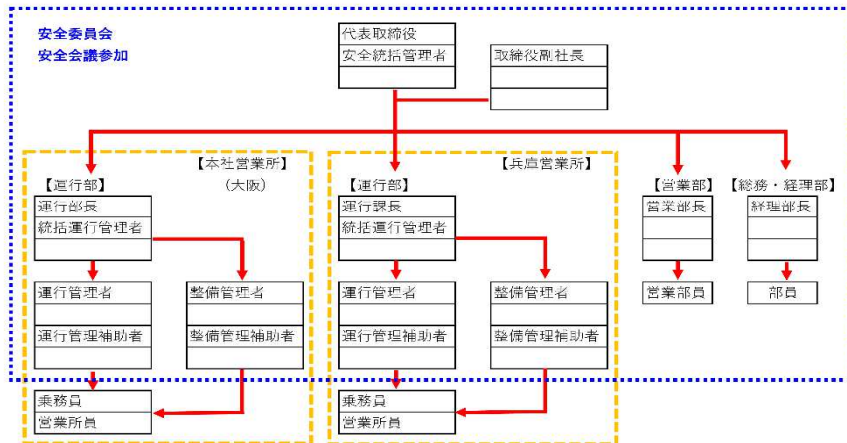 安全委員会
安全会議参加
代表取締役
安全統括管理者
取締役副社長
【本社営業所】
(大阪)
【運行部】
運行部長
統括運行管理者
運行管理者
運行管理補助者
整備管理者
整備管理補助者
乗務員
営業所員
【兵庫営業所】
【運行部】
運行課長
統括運行管理者
運行管理者
運行管理補助者
整備管理者
整備管理補助者
乗務員
営業所員
【営業部】
営業部長
営業部員
【総務・経理部】
経理部長
部員